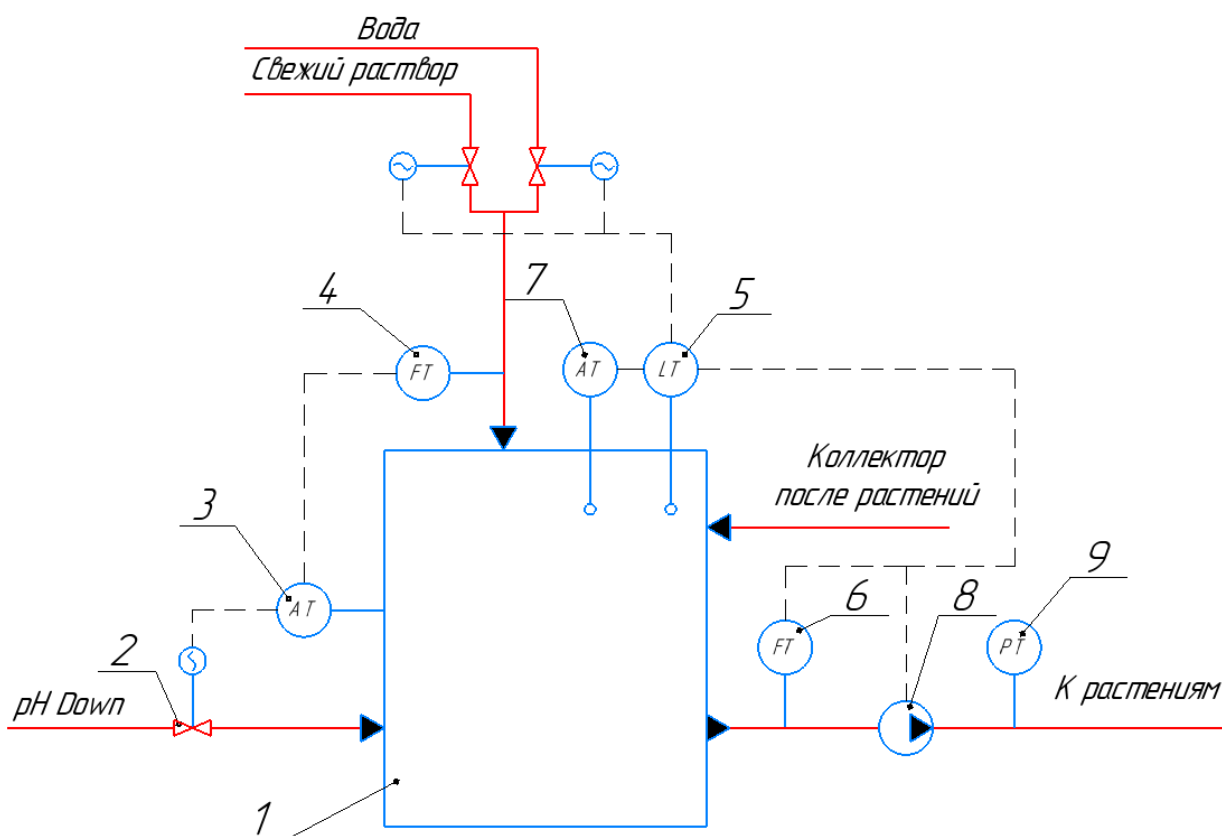 Вода
Свежий раствор
7
5
4
FT
AT
LT
Коллектор
после растений
3
AT
9
6
8
FT
PT
2
pH Down
К растениям
1